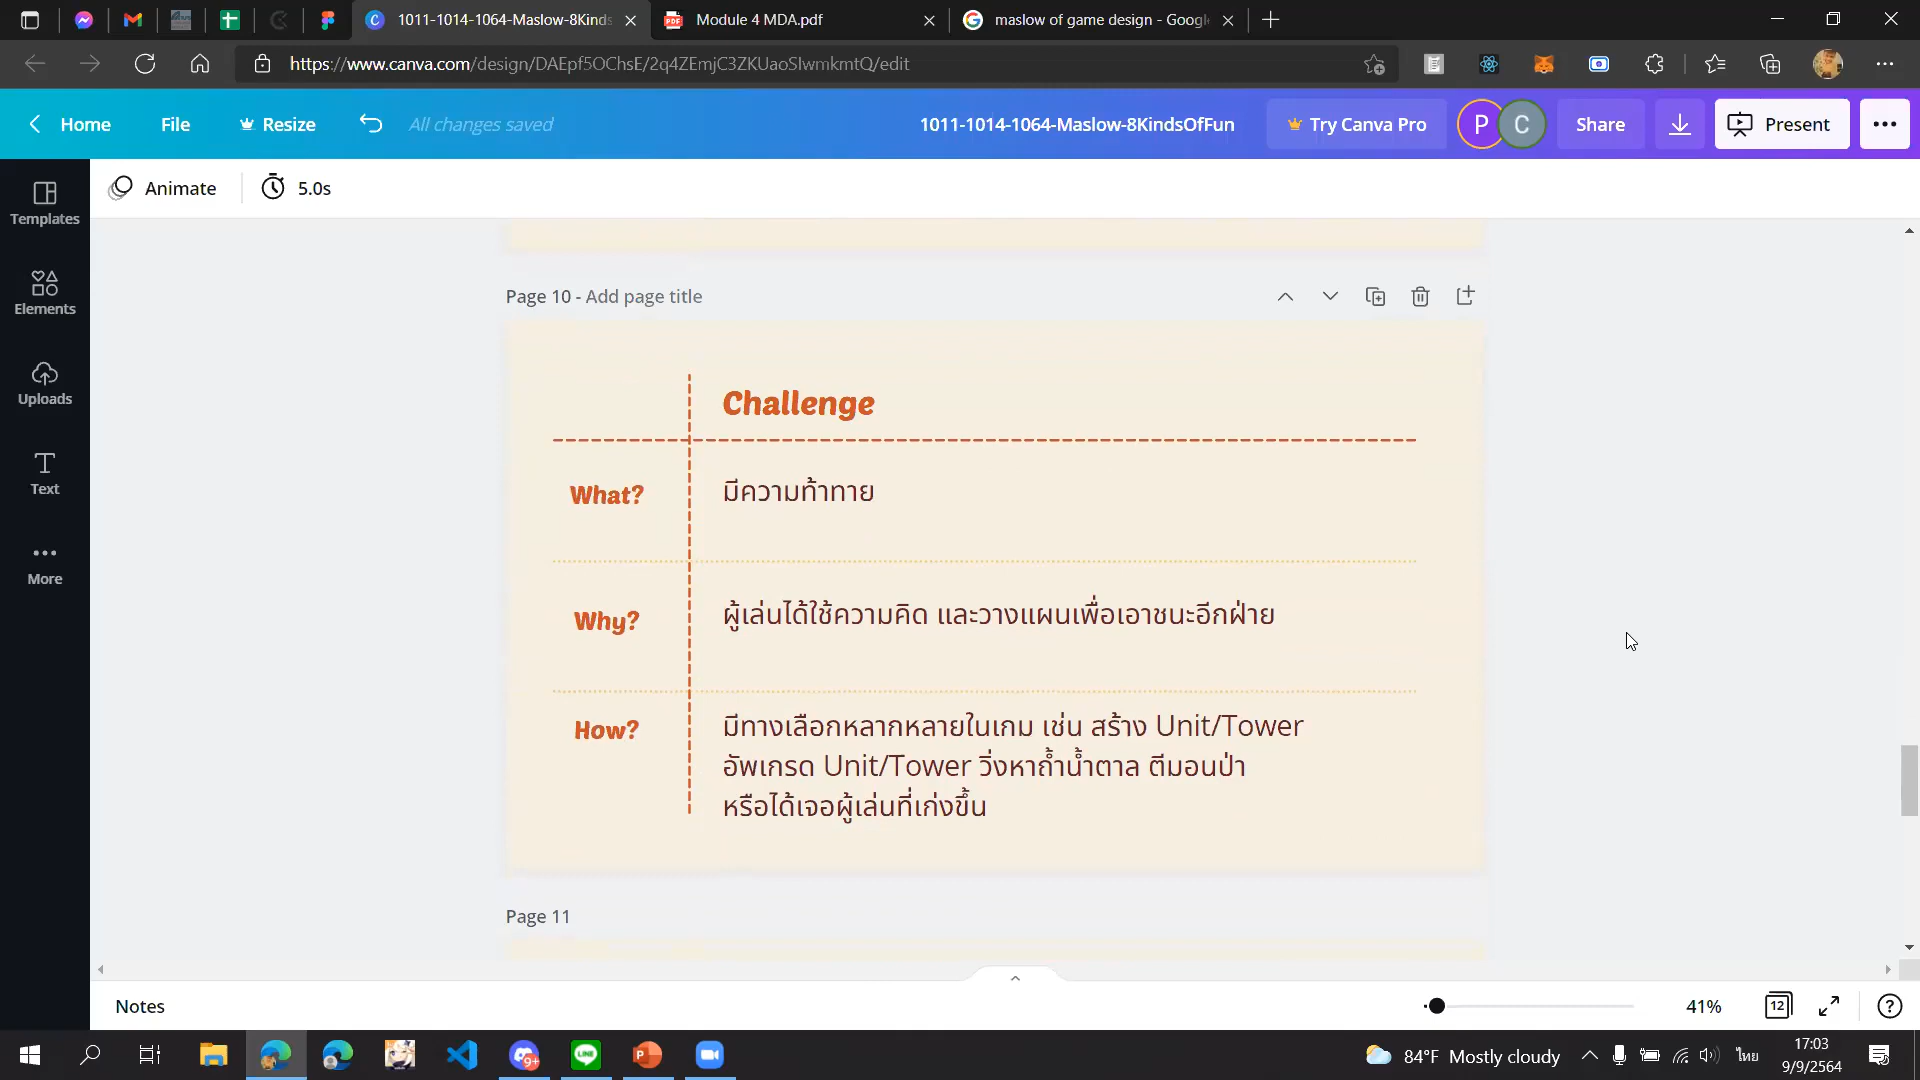 1011-1014-1064-Maslow-8Kinds
Module 4 MDA.pdf
maslow of game design - Googl
https://www.canva.com/design/DAEpf5OChsE/2q4ZEmjC3ZKUaoSlwmkmtQ/edit
Home
File
Resize
All changes saved
1011-1014-1064-Maslow-8KindsOfFun
Try Canva Pro
P
C
Share
Present
Animate
5.0s
Templates
Elements
Uploads
Text
More
Page 10 - Add page title
Challenge
What?
มีความท้าทาย
Why?
ผู้เล่นได้ใช้ความคิด และวางแผนเพื่อเอาชนะอีกฝ่าย
How?
มีทางเลือกหลากหลายในเกม เช่น สร้าง Unit/Tower
อัพเกรด Unit/Tower วิ่งหาถ้ำน้ำตาล ตีมอนป่า
หรือได้เจอผู้เล่นที่เก่งขึ้น
Page 11
Notes
41%
12
84°F Mostly cloudy
ไทย
17:03
9/9/2564